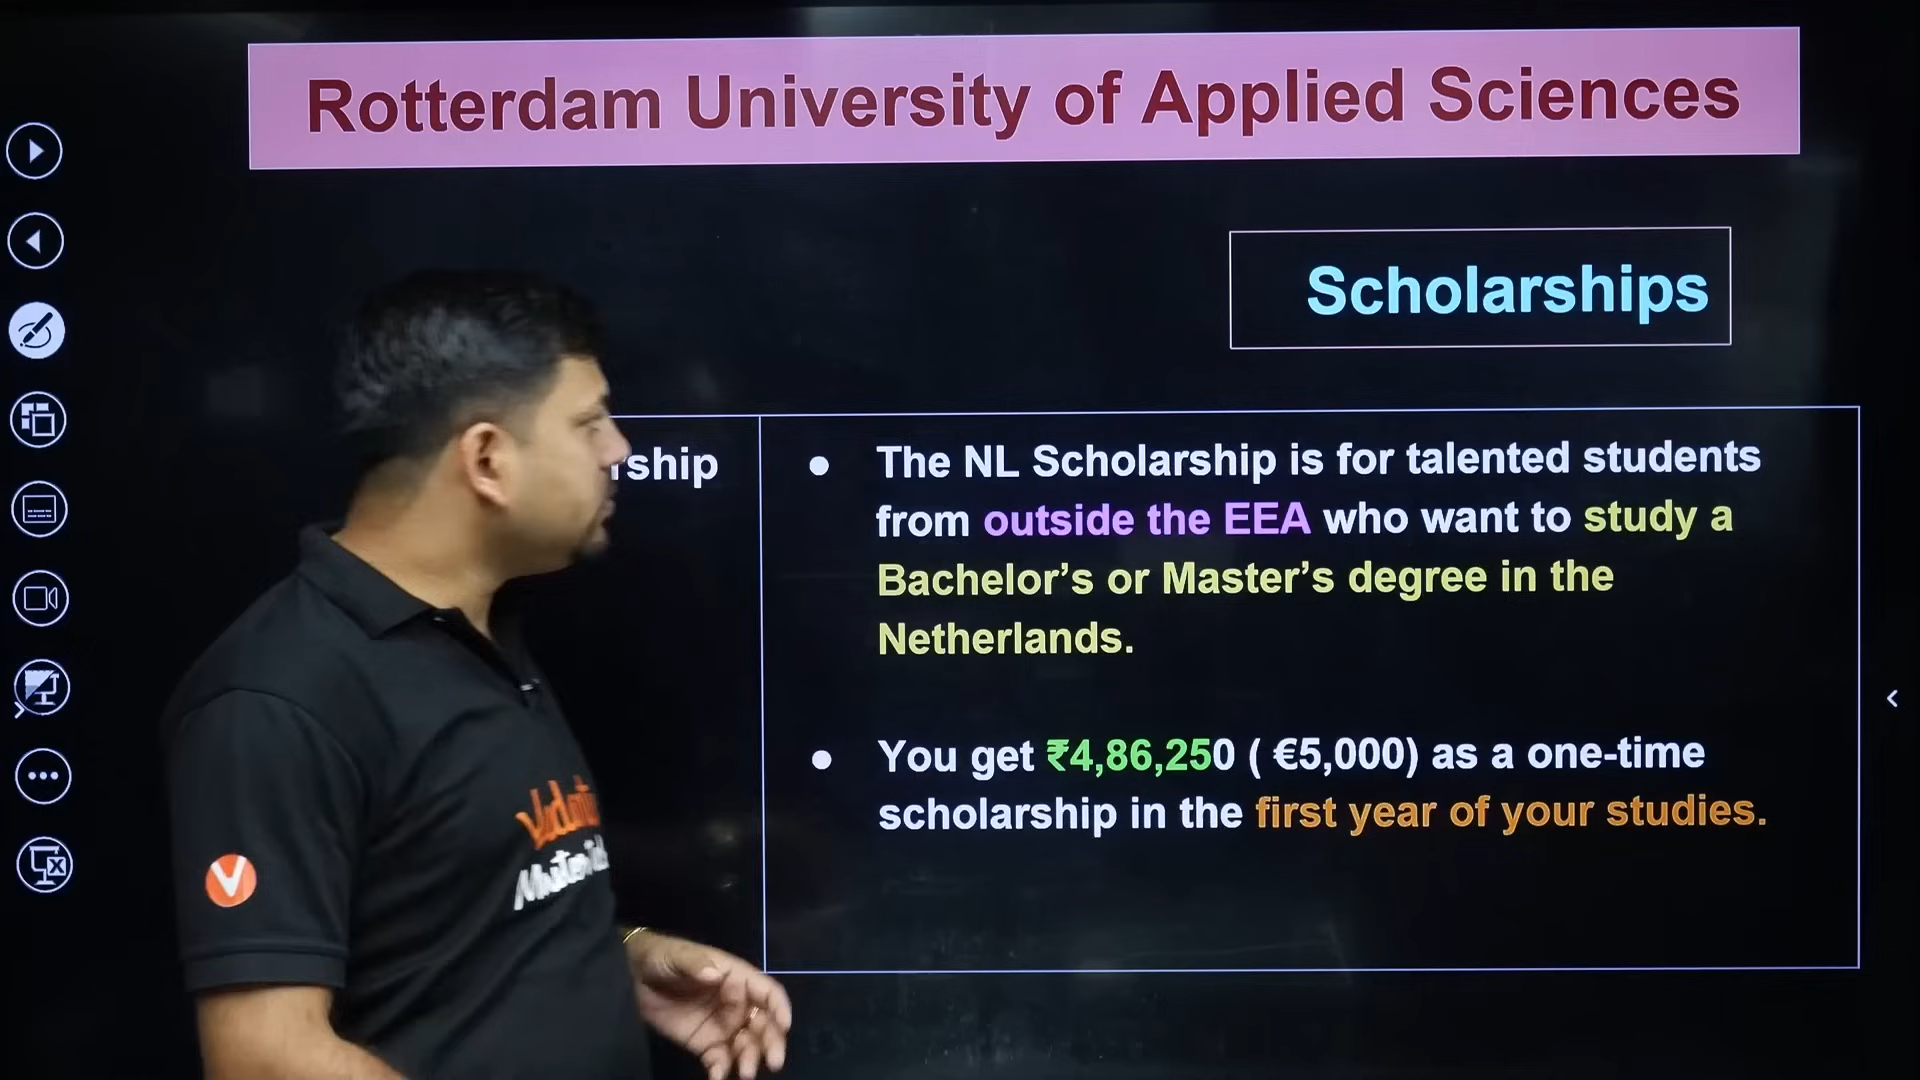 Rotterdam University of Applied Sciences
Scholarships
The NL Scholarship is for talented students
from outside the EEA who want to study a
Bachelor's or Master's degree in the
Netherlands.
You get ₹4,86,250 ( €5,000) as a one-time
scholarship in the first year of your studies.
V